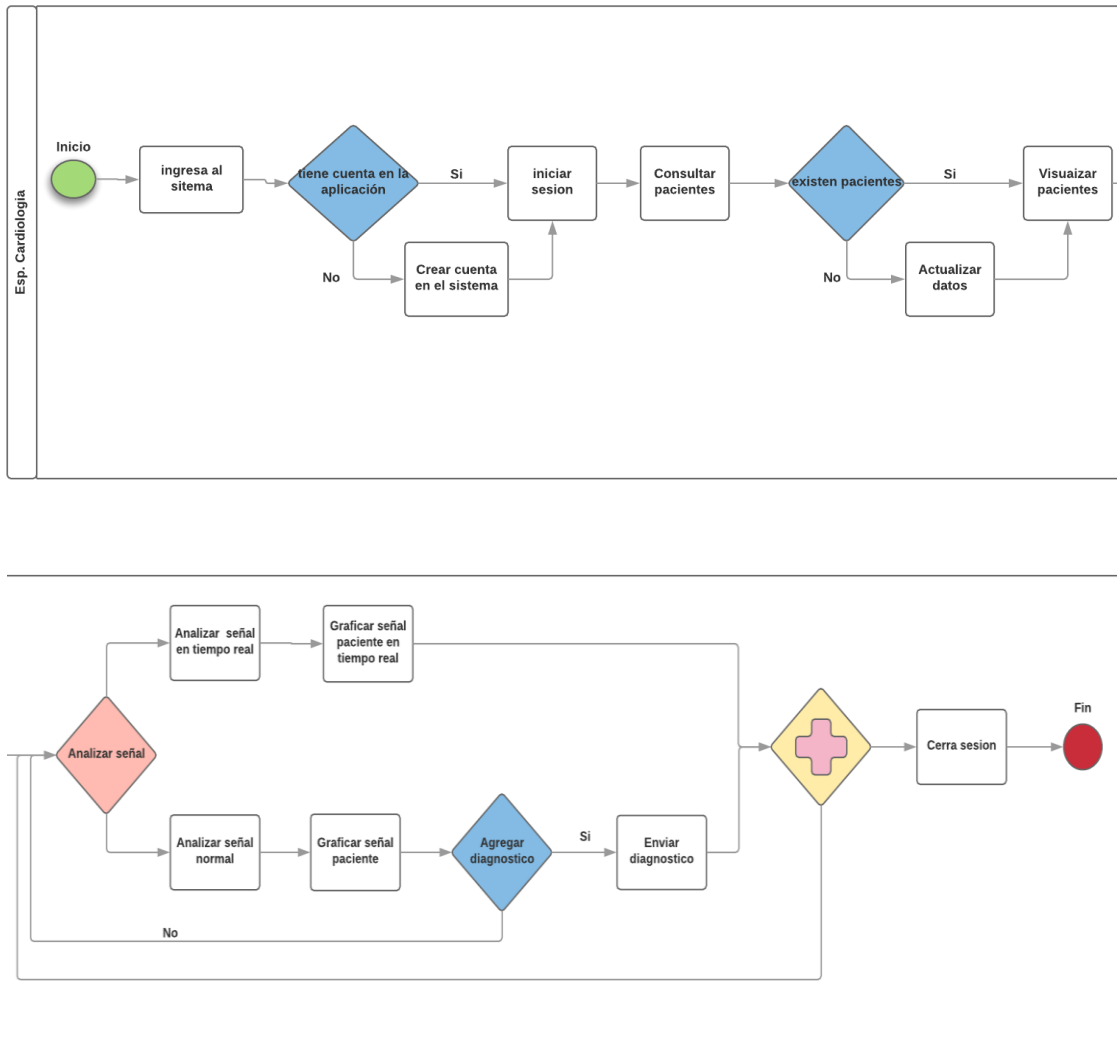 Esp. Cardiologia
Inicio
ingresa al
sitema
tiene cuenta en la
aplicación
Si
No
Crear cuenta
en el sistema
iniciar
sesion
Consultar
pacientes
existen pacientes
Si
No
Actualizar
datos
Visuaizar
pacientes
Analizar señal
Analizar señal
en tiempo real
Graficar señal
paciente en
tiempo real
Analizar señal
normal
Graficar señal
paciente
Agregar
diagnostico
Si
No
Enviar
diagnostico
Cerra sesion
Fin